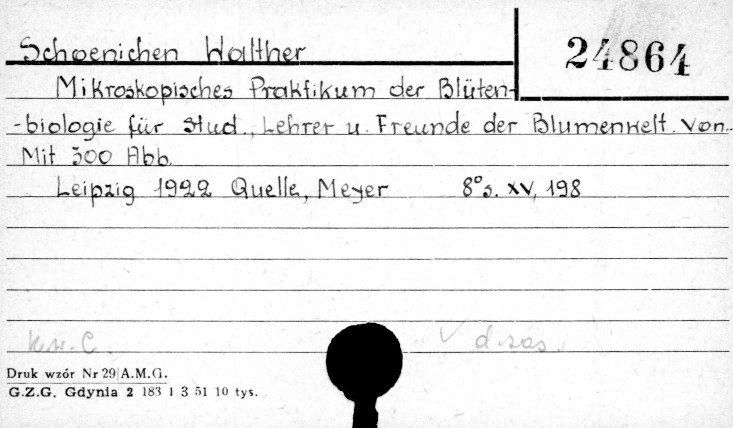 Schoenichen Walther
24864
Mikroskopisches Praktikum der Blüten-
-biologie für Stud., Lehrer u. Freunde der Blumenwelt. Von.
Mit 300 Abb.
Leipzig 1922 Quelle, Meyer 8° s. XV, 198
d. zas.
Druk wzór Nr 29 A.M.G.
G.Z.G. Gdynia 2 183 1 3 51 10 tys.